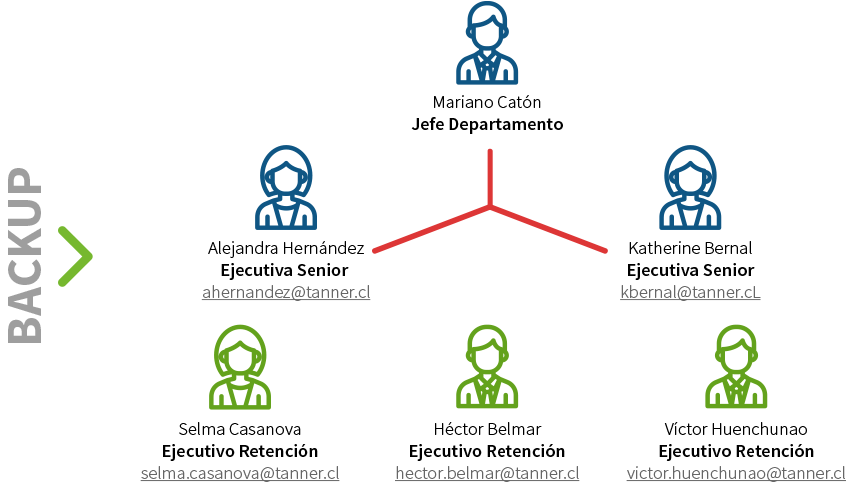 Mariano Catón
Jefe Departamento
BACKUP
Alejandra Hernández
Ejecutiva Senior
ahernandez@tanner.cl
Katherine Bernal
Ejecutiva Senior
kbernal@tanner.cL
Selma Casanova
Ejecutivo Retención
selma.casanova@tanner.cl
Héctor Belmar
Ejecutivo Retención
hector.belmar@tanner.cl
Víctor Huenchunao
Ejecutivo Retención
victor.huenchunao@tanner.cl